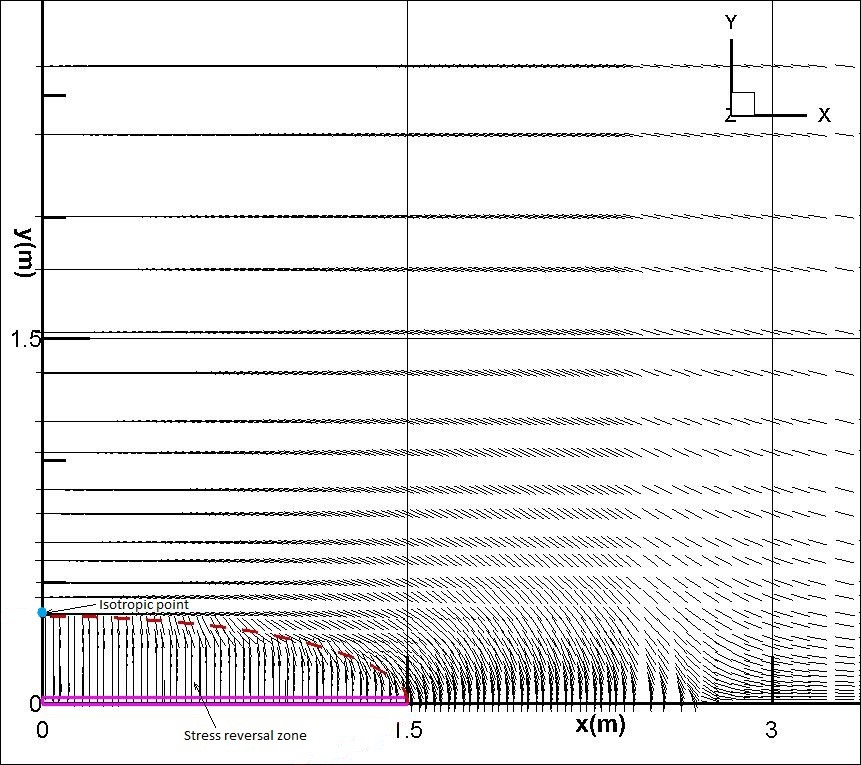 Y
Z X
y(m)
1.5
Isotropic point
0
x(m)
0 1.5 3
Stress reversal zone